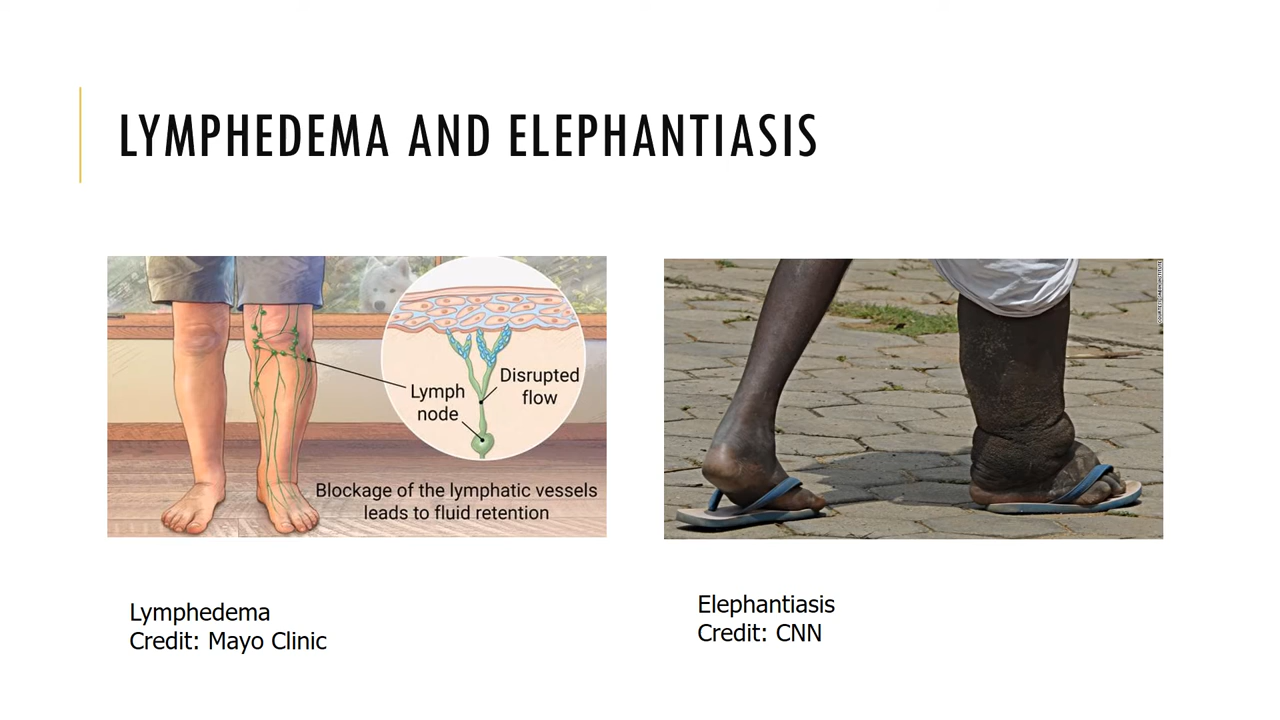 LYMPHEDEMA AND ELEPHANTIASIS
Lymph
node
Disrupted
flow
Blockage of the lymphatic vessels
leads to fluid retention
Lymphedema
Credit: Mayo Clinic
Elephantiasis
Credit: CNN